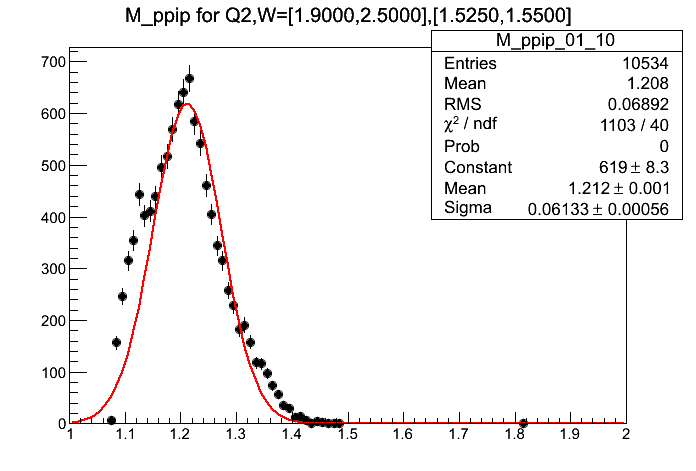 M_ppip for Q2,W=[1.9000,2.5000],[1.5250,1.5500]
M_ppip_01_10
Entries 10534
Mean 1.208
RMS 0.06892
χ² / ndf 1103 / 40
Prob 0
Constant 619 ± 8.3
Mean 1.212 ± 0.001
Sigma 0.06133 ± 0.00056
700
600
500
400
300
200
100
0
1 1.1 1.2 1.3 1.4 1.5 1.6 1.7 1.8 1.9 2